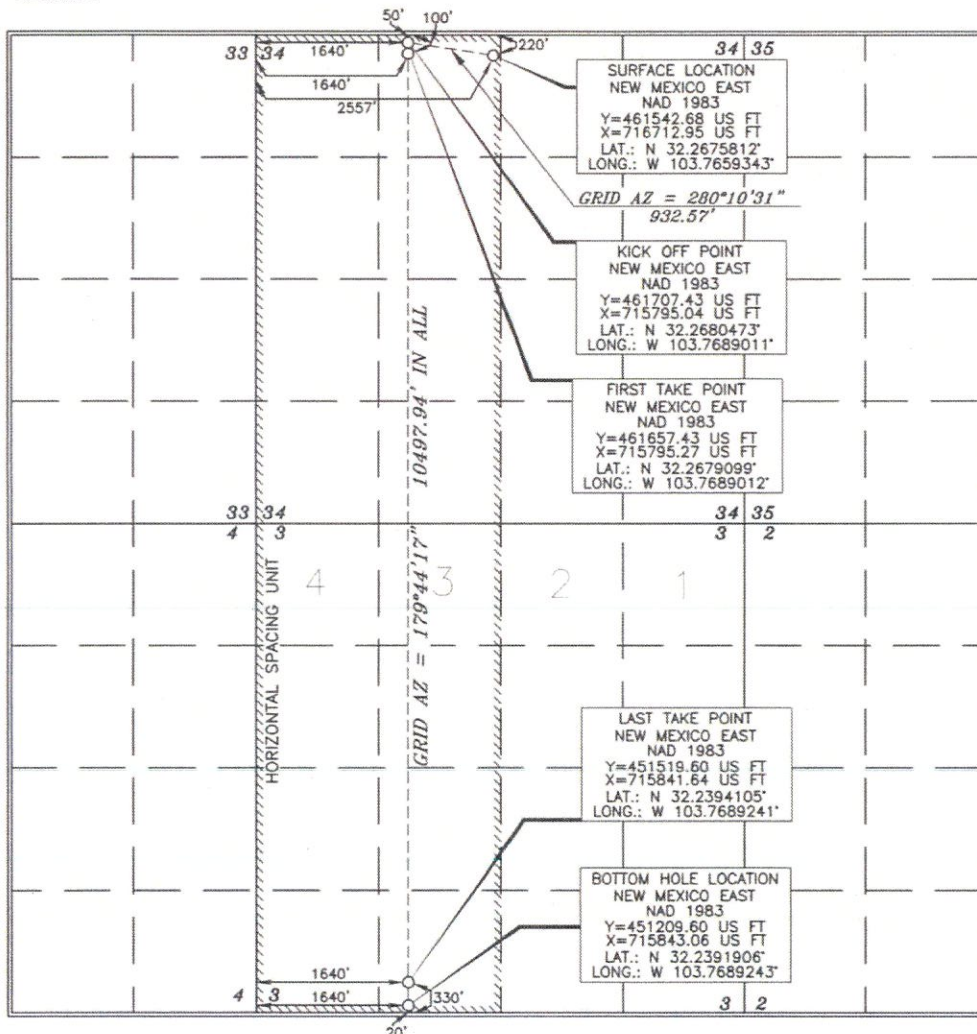 50'
100'
1640'
220'
33 34
34 35
1640'
2557'
SURFACE LOCATION
NEW MEXICO EAST
NAD 1983
Y=461542.68 US FT
X=716712.95 US FT
LAT.: N 32.2675812°
LONG.: W 103.7659343°
GRID AZ = 280°10'31"
932.57'
KICK OFF POINT
NEW MEXICO EAST
NAD 1983
Y=461707.43 US FT
X=715795.04 US FT
LAT.: N 32.2680473°
LONG.: W 103.7689011°
10497.94' IN ALL
FIRST TAKE POINT
NEW MEXICO EAST
NAD 1983
Y=461657.43 US FT
X=715795.27 US FT
LAT.: N 32.2679099°
LONG.: W 103.7689012°
33 34
34 35
4 3
3 2
4
3
2
1
HORIZONTAL SPACING UNIT
GRID AZ = 179°44'17"
LAST TAKE POINT
NEW MEXICO EAST
NAD 1983
Y=451519.60 US FT
X=715841.64 US FT
LAT.: N 32.2394105°
LONG.: W 103.7689241°
BOTTOM HOLE LOCATION
NEW MEXICO EAST
NAD 1983
Y=451209.60 US FT
X=715843.06 US FT
LAT.: N 32.2391906°
LONG.: W 103.7689243°
1640'
4 3
1640'
330'
3 2
20'